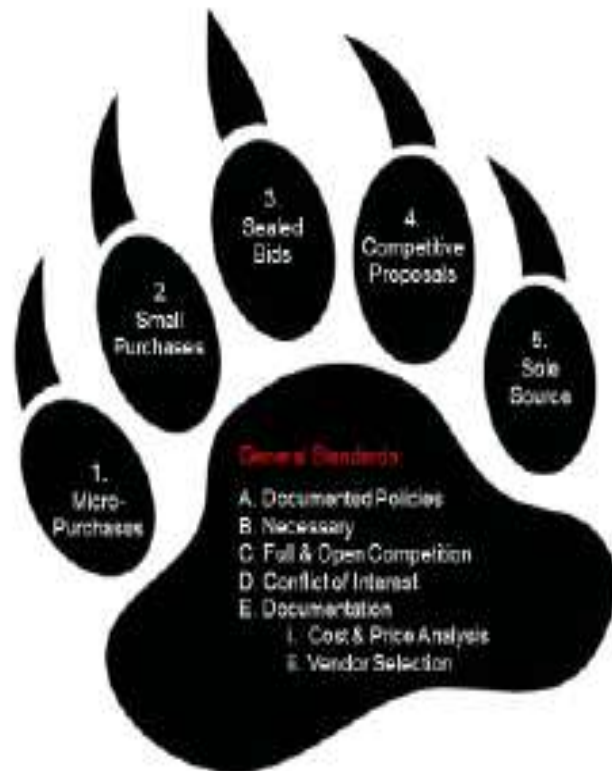 1.
Micro-
Purchases
2
Small
Purchases
3.
Sealed
Bids
4.
Competitive
Proposals
5.
Sole
Source
General Standards
A. Documented Policies
B. Necessary
C. Full & Open Competition
D. Conflict of Interest
E. Documentation
i. Cost & Price Analysis
ii. Vendor Selection